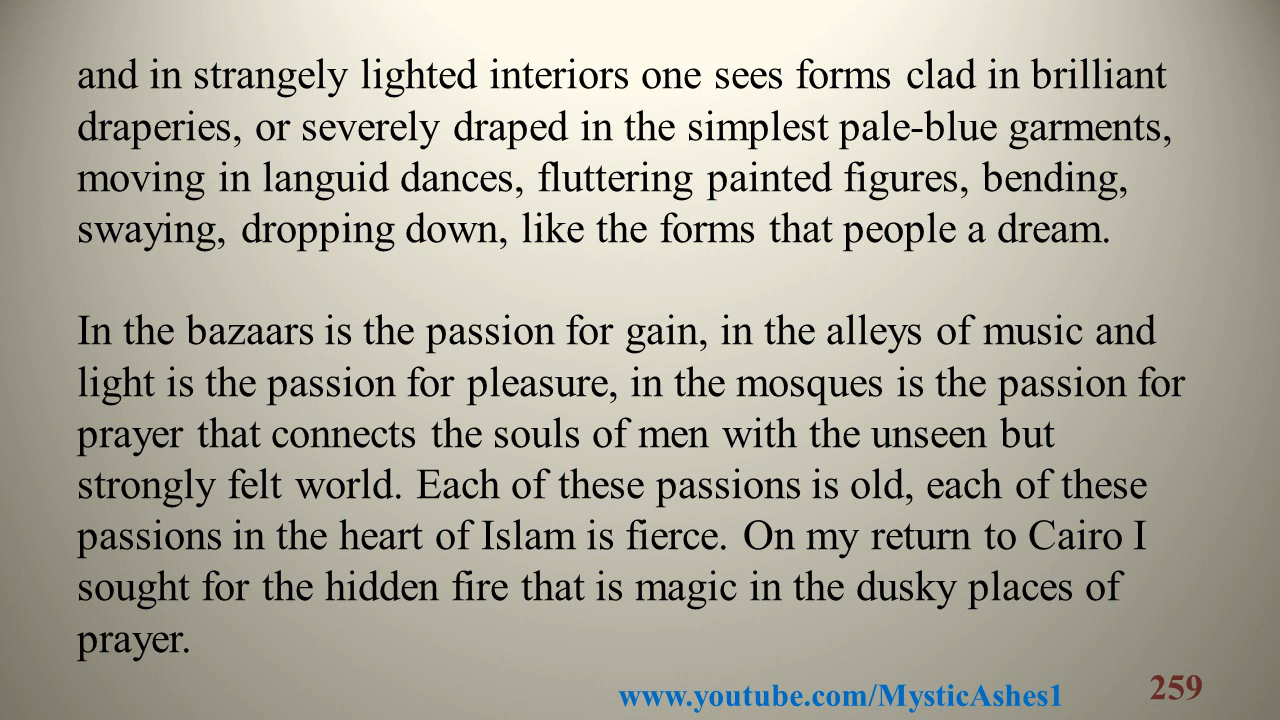 and in strangely lighted interiors one sees forms clad in brilliant
draperies, or severely draped in the simplest pale-blue garments,
moving in languid dances, fluttering painted figures, bending,
swaying, dropping down, like the forms that people a dream.
In the bazaars is the passion for gain, in the alleys of music and
light is the passion for pleasure, in the mosques is the passion for
prayer that connects the souls of men with the unseen but
strongly felt world. Each of these passions is old, each of these
passions in the heart of Islam is fierce. On my return to Cairo I
sought for the hidden fire that is magic in the dusky places of
prayer.
www.youtube.com/MysticAshes1
259